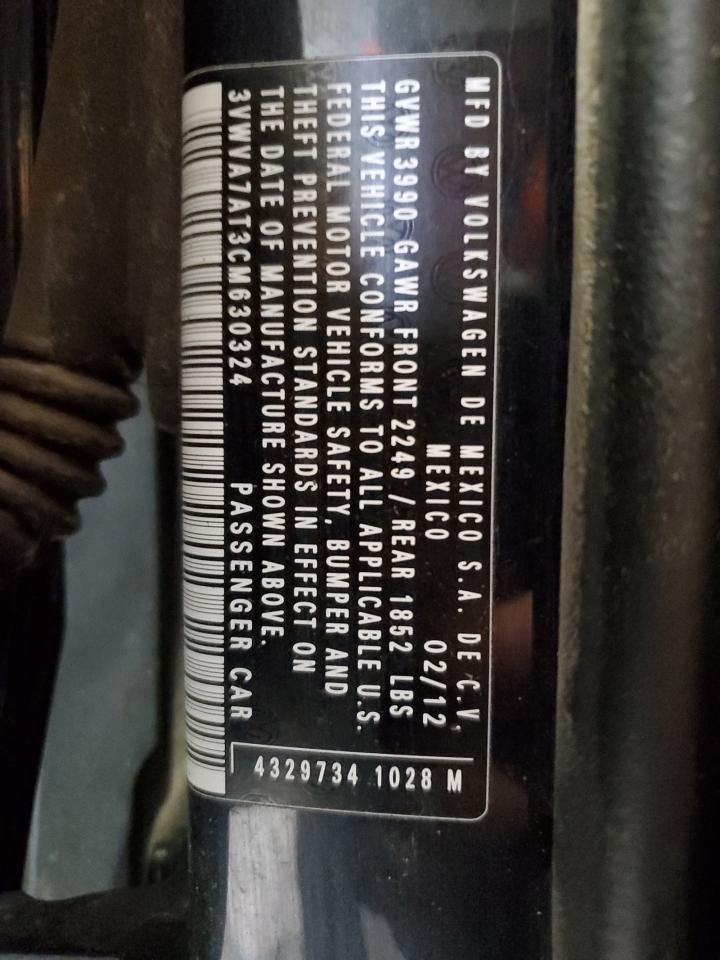 MFD BY VOLKSWAGEN DE MEXICO S.A. DE C.V.
MEXICO 02/12
GVWR 3990 GAWR FRONT 2249 / REAR 1852 LBS
THIS VEHICLE CONFORMS TO ALL APPLICABLE U.S.
FEDERAL MOTOR VEHICLE SAFETY, BUMPER AND
THEFT PREVENTION STANDARDS IN EFFECT ON
THE DATE OF MANUFACTURE SHOWN ABOVE.
3VWVA7AT3CM630324 PASSENGER CAR
4329734 1028 M